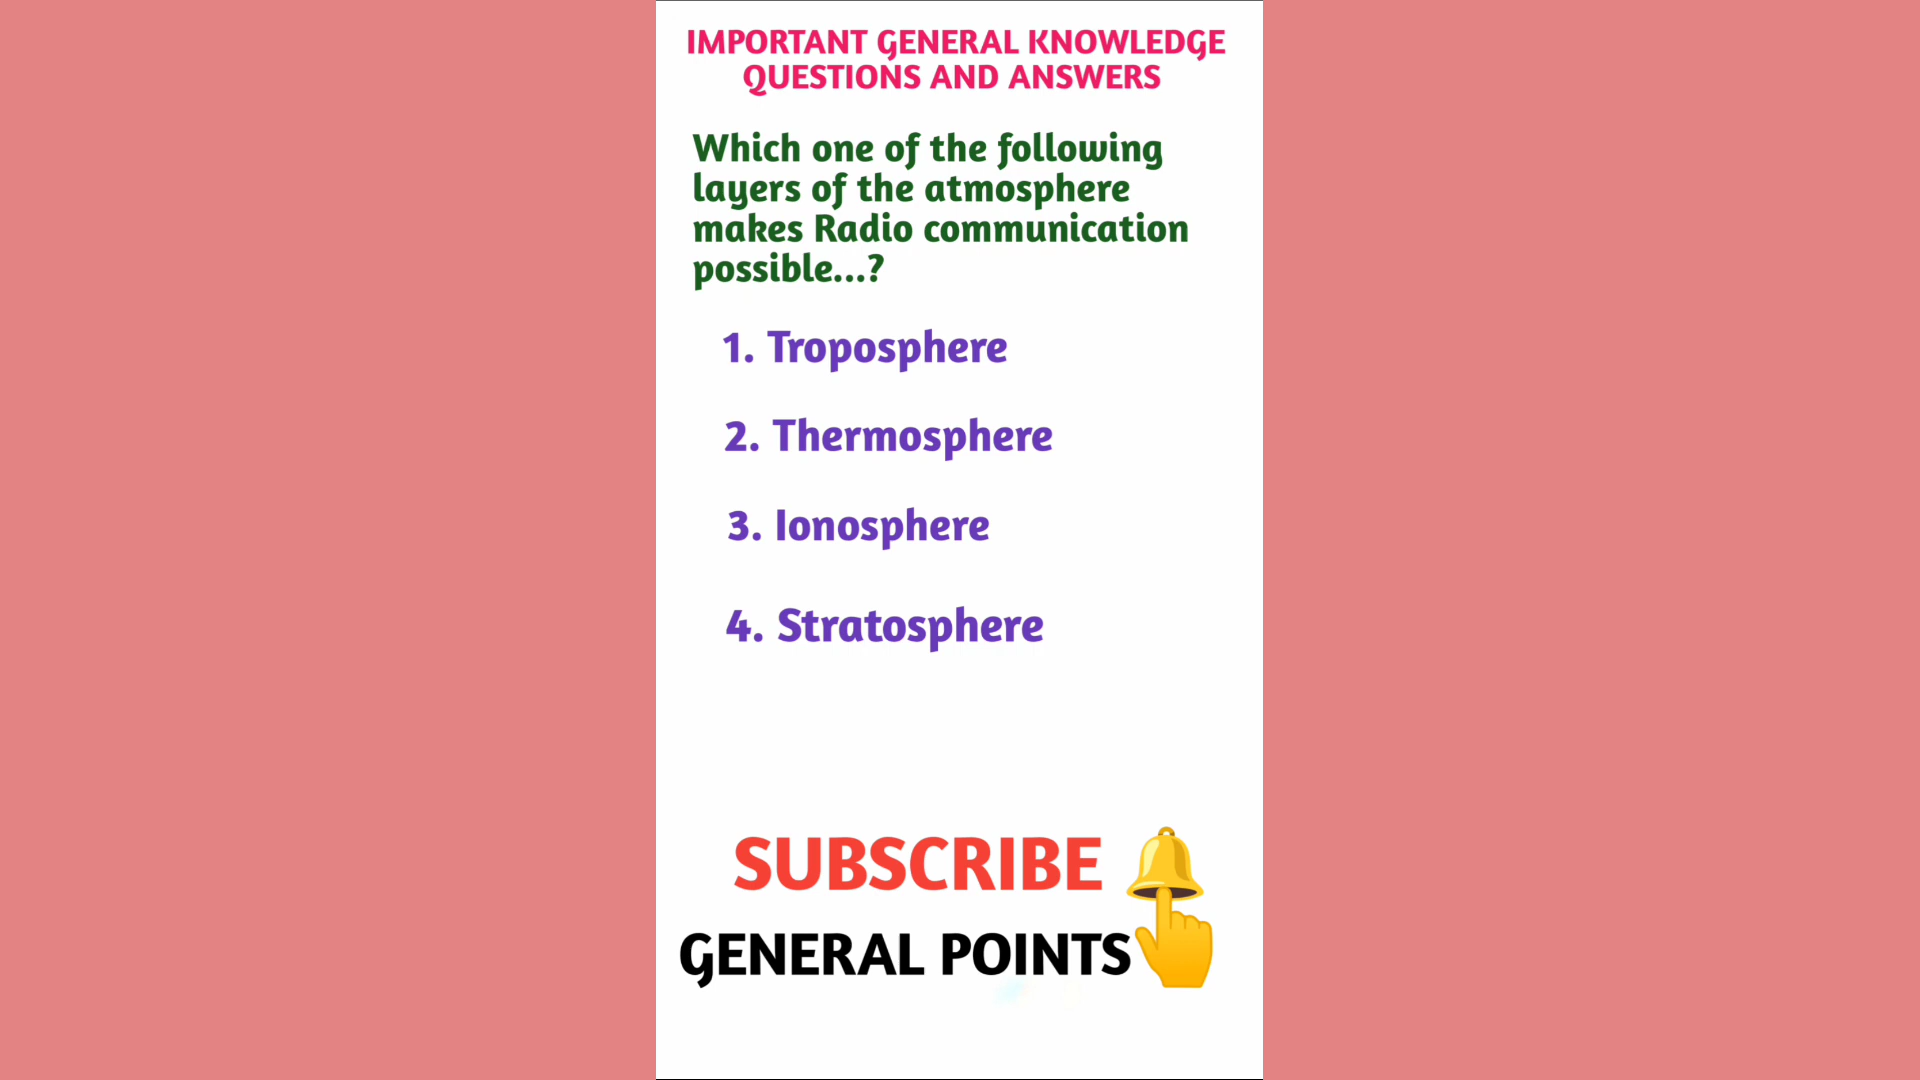 IMPORTANT GENERAL KNOWLEDGE
QUESTIONS AND ANSWERS
Which one of the following
layers of the atmosphere
makes Radio communication
possible...?
1. Troposphere
2. Thermosphere
3. Ionosphere
4. Stratosphere
SUBSCRIBE
GENERAL POINTS